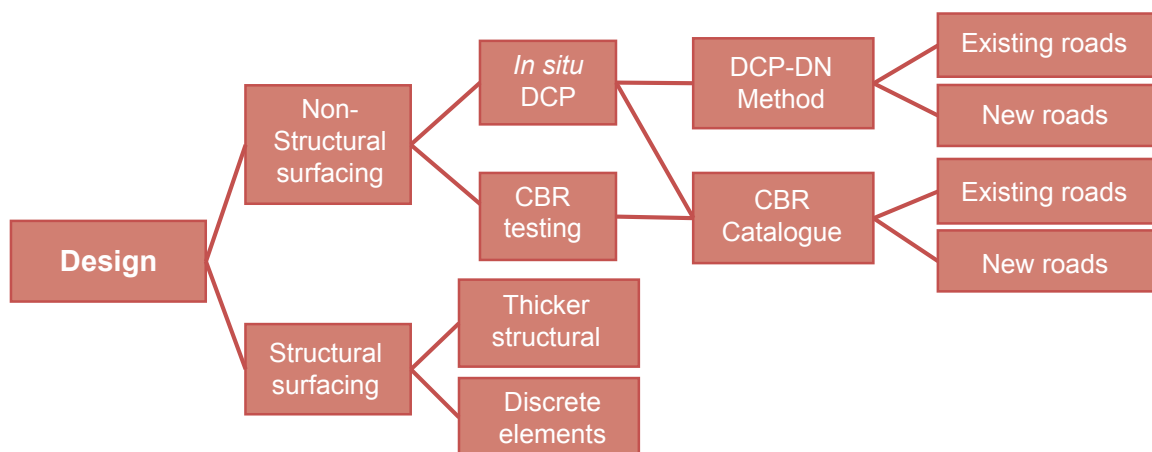 Design
Non-
Structural
surfacing
Structural
surfacing
In situ
DCP
CBR
testing
Thicker
structural
Discrete
elements
DCP-DN
Method
CBR
Catalogue
Existing roads
New roads
Existing roads
New roads